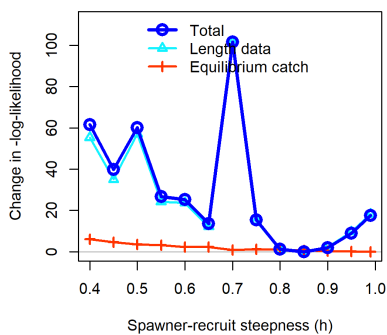 Total
Length data
Equilibrium catch
Change in -log-likelihood
100
80
60
40
20
0
0.4 0.5 0.6 0.7 0.8 0.9 1.0
Spawner-recruit steepness (h)